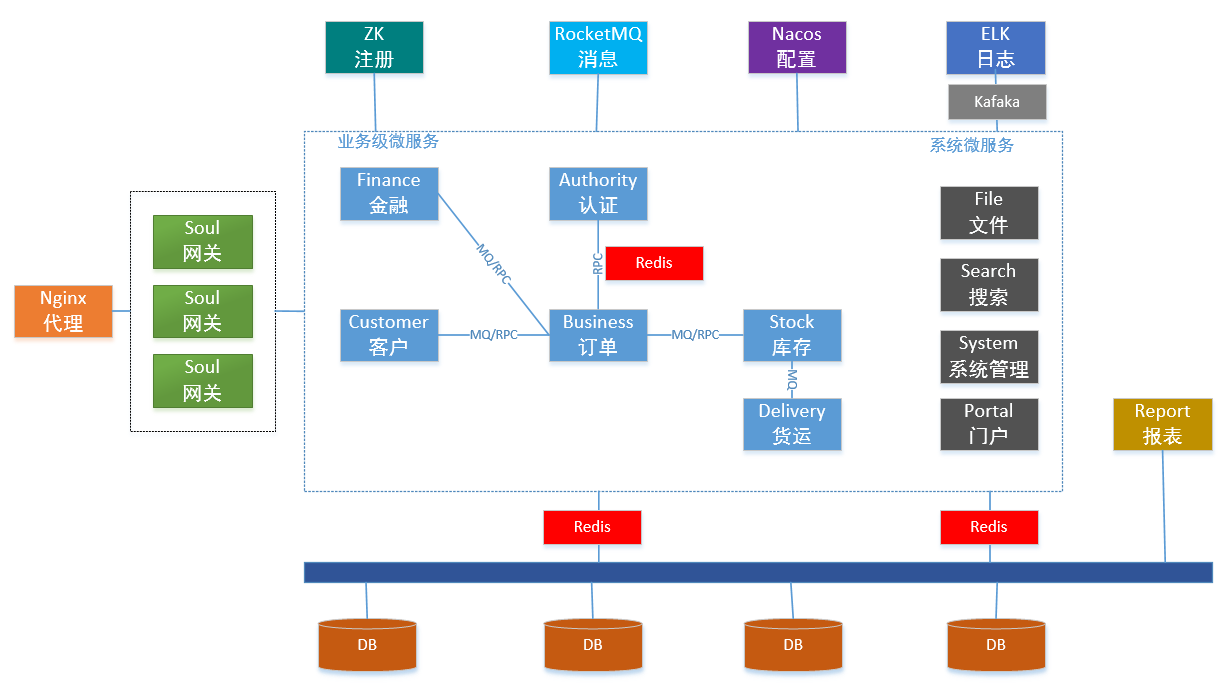 ZK
注册
RocketMQ
消息
Nacos
配置
ELK
日志
Kafaka
业务级微服务
系统微服务
Finance
金融
Authority
认证
File
文件
Soul
网关
MQ/RPC
RPC
Redis
Search
搜索
Nginx
代理
Soul
网关
Customer
客户
MQ/RPC
Business
订单
MQ/RPC
Stock
库存
System
系统管理
Soul
网关
MQ
Delivery
货运
Portal
门户
Report
报表
Redis
Redis
DB
DB
DB
DB